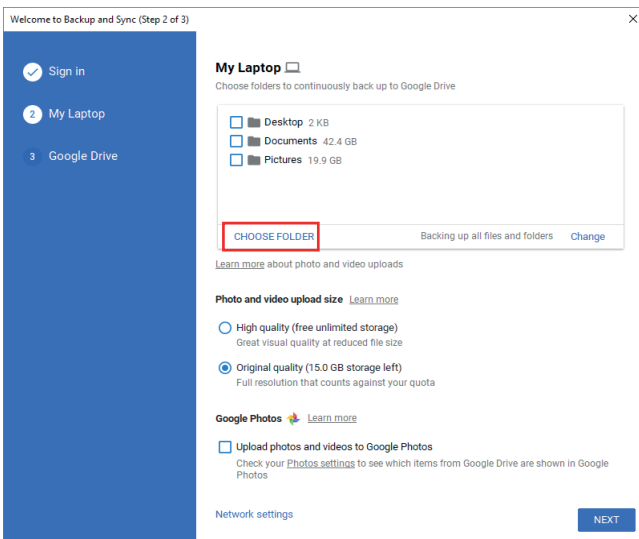 Welcome to Backup and Sync (Step 2 of 3)
Sign in
2 My Laptop
3 Google Drive
My Laptop
Choose folders to continuously back up to Google Drive
Desktop 2 KB
Documents 42.4 GB
Pictures 19.9 GB
CHOOSE FOLDER Backing up all files and folders Change
Learn more about photo and video uploads
Photo and video upload size Learn more
High quality (free unlimited storage)
Great visual quality at reduced file size
Original quality (15.0 GB storage left)
Full resolution that counts against your quota
Google Photos Learn more
Upload photos and videos to Google Photos
Check your Photos settings to see which items from Google Drive are shown in Google
Photos
Network settings
NEXT